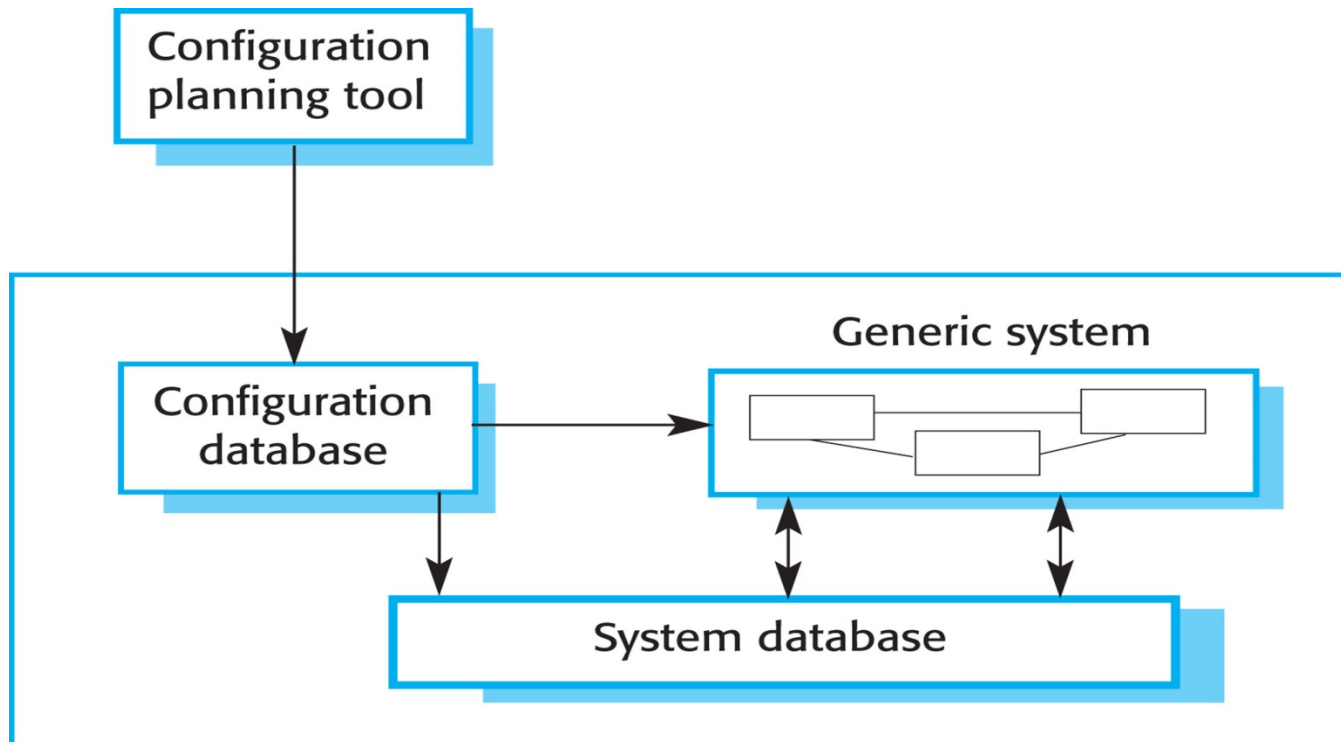 Configuration
planning tool
Generic system
Configuration
database
System database